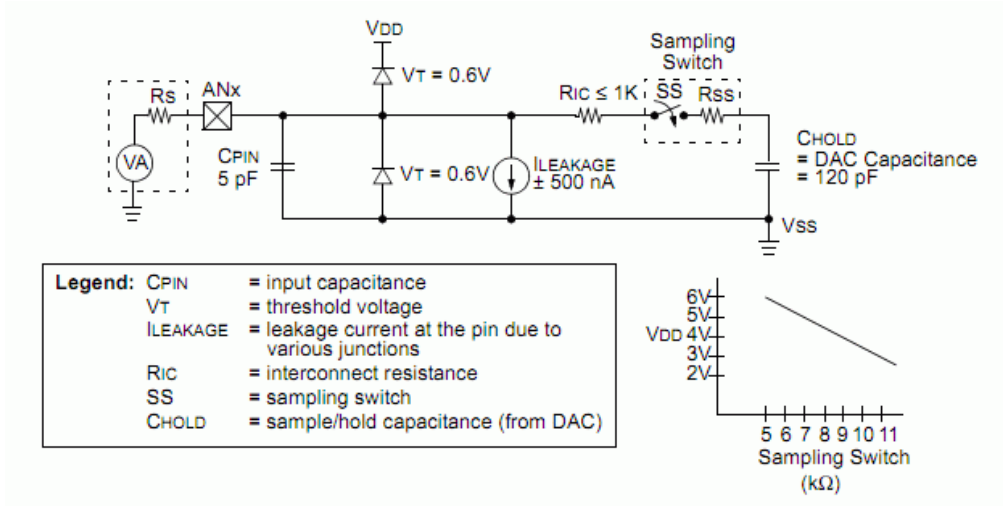 VDD
Sampling
Switch
VT = 0.6V
RS
ANx
RIC ≤ 1K
SS
RSS
VA
CPIN
5 pF
VT = 0.6V
ILEAKAGE
± 500 nA
CHOLD
= DAC Capacitance
= 120 pF
VSS
Legend: CPIN = input capacitance
VT = threshold voltage
ILEAKAGE = leakage current at the pin due to
various junctions
RIC = interconnect resistance
SS = sampling switch
CHOLD = sample/hold capacitance (from DAC)
6V
5V
VDD 4V
3V
2V
5 6 7 8 9 10 11
Sampling Switch
(kΩ)